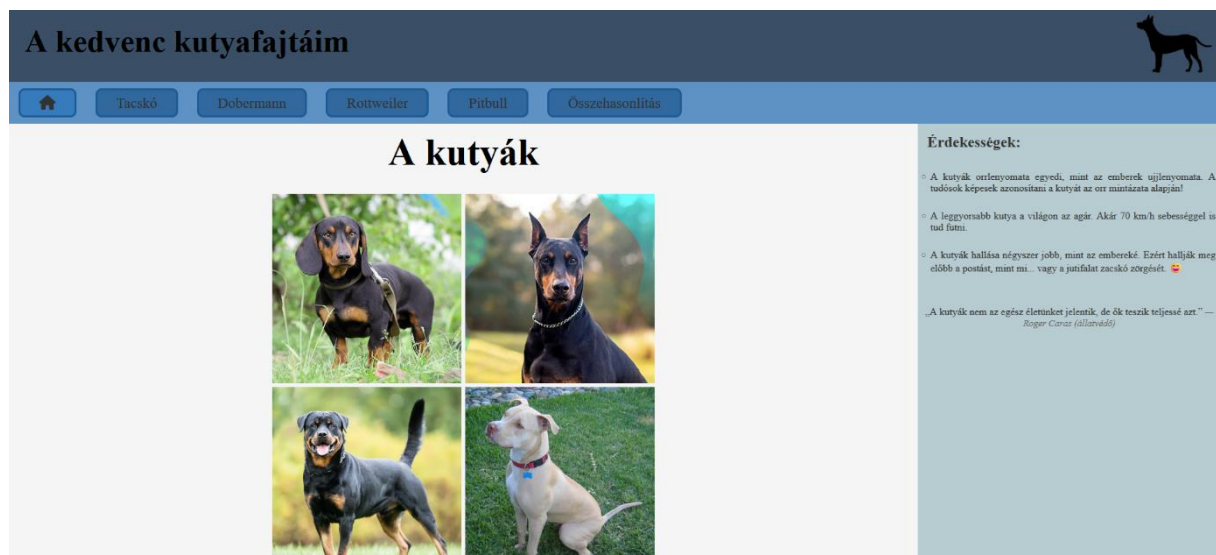 A kedvenc kutyafajtáim
Tacskó
Dobermann
Rottweiler
Pitbull
Összehasonlítás
A kutyák
Érdekességek:
A kutyák orrlenyomata egyedi, mint az emberek ujjlenyomata. A
tudósok képesek azonosítani a kutyát az orr mintázata alapján!
A leggyorsabb kutya a világon az agár. Akár 70 km/h sebességgel is
tud futni.
A kutyák hallása négyszer jobb, mint az embereké. Ezért hallják meg
előbb a postást, mint mi... vagy a jutifalat zacskó zörgését. 😄
„A kutyák nem az egész életünket jelentik, de ők teszik teljessé azt.” —
Roger Caras (állatvédő)